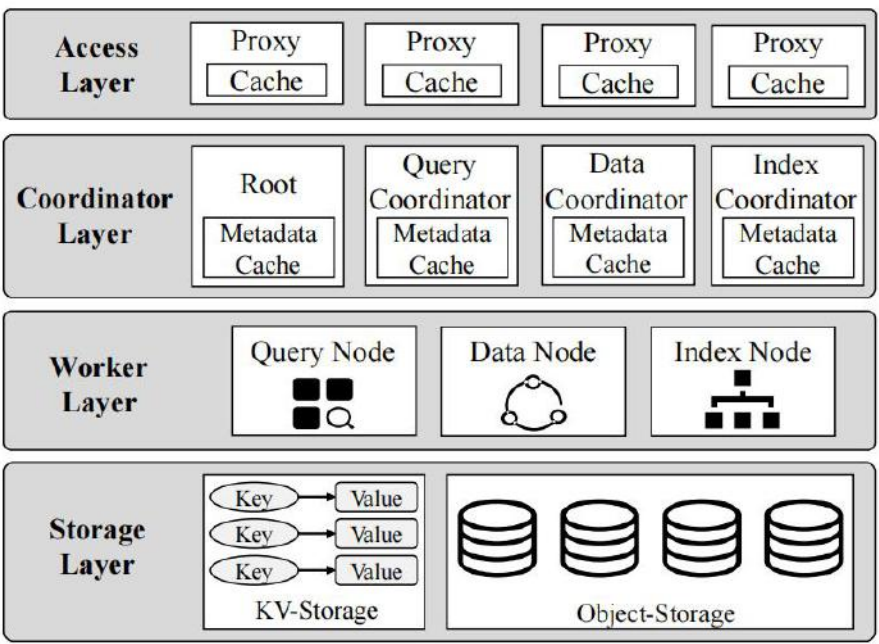 Access
Layer
Proxy
Cache
Proxy
Cache
Proxy
Cache
Proxy
Cache
Coordinator
Layer
Root
Metadata
Cache
Query
Coordinator
Metadata
Cache
Data
Coordinator
Metadata
Cache
Index
Coordinator
Metadata
Cache
Worker
Layer
Query Node
Data Node
Index Node
Storage
Layer
Key
Value
Key
Value
Key
Value
KV-Storage
Object-Storage